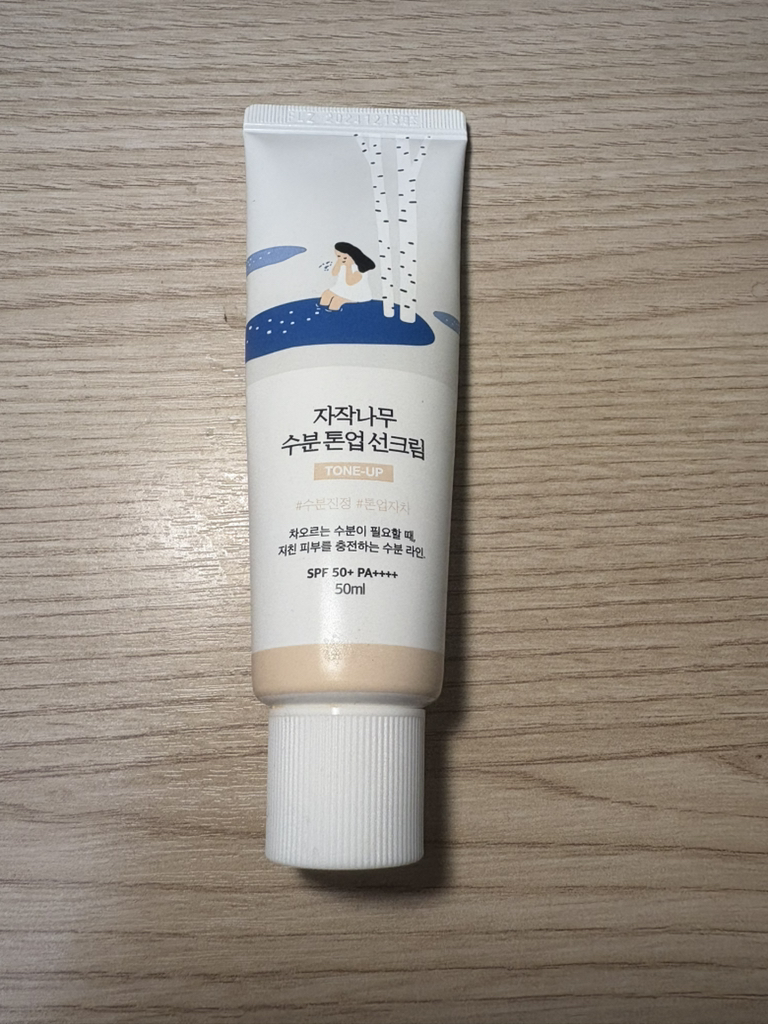 자작나무
수분 톤업 선크림
TONE-UP
#수분진정 #톤업자차
차오르는 수분이 필요할 때,
지친 피부를 충전하는 수분 라인.
SPF 50+ PA++++
50ml